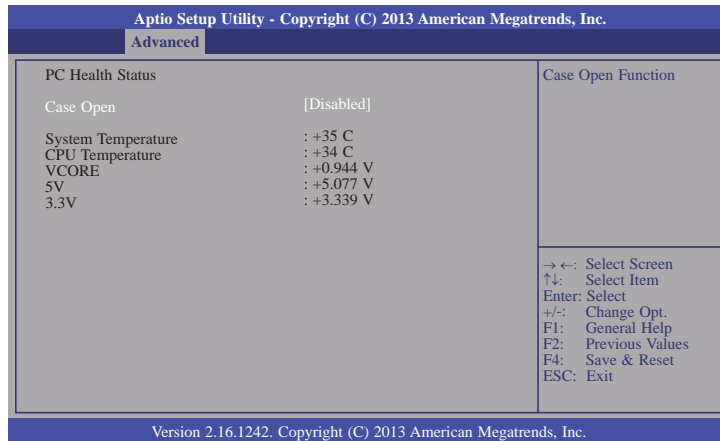 Aptio Setup Utility - Copyright (C) 2013 American Megatrends, Inc.
Advanced
PC Health Status
Case Open [Disabled]
System Temperature : +35 C
CPU Temperature : +34 C
VCORE : +0.944 V
5V : +5.077 V
3.3V : +3.339 V
Case Open Function
→ ←: Select Screen
↑↓: Select Item
Enter: Select
+/-: Change Opt.
F1: General Help
F2: Previous Values
F4: Save & Reset
ESC: Exit
Version 2.16.1242. Copyright (C) 2013 American Megatrends, Inc.